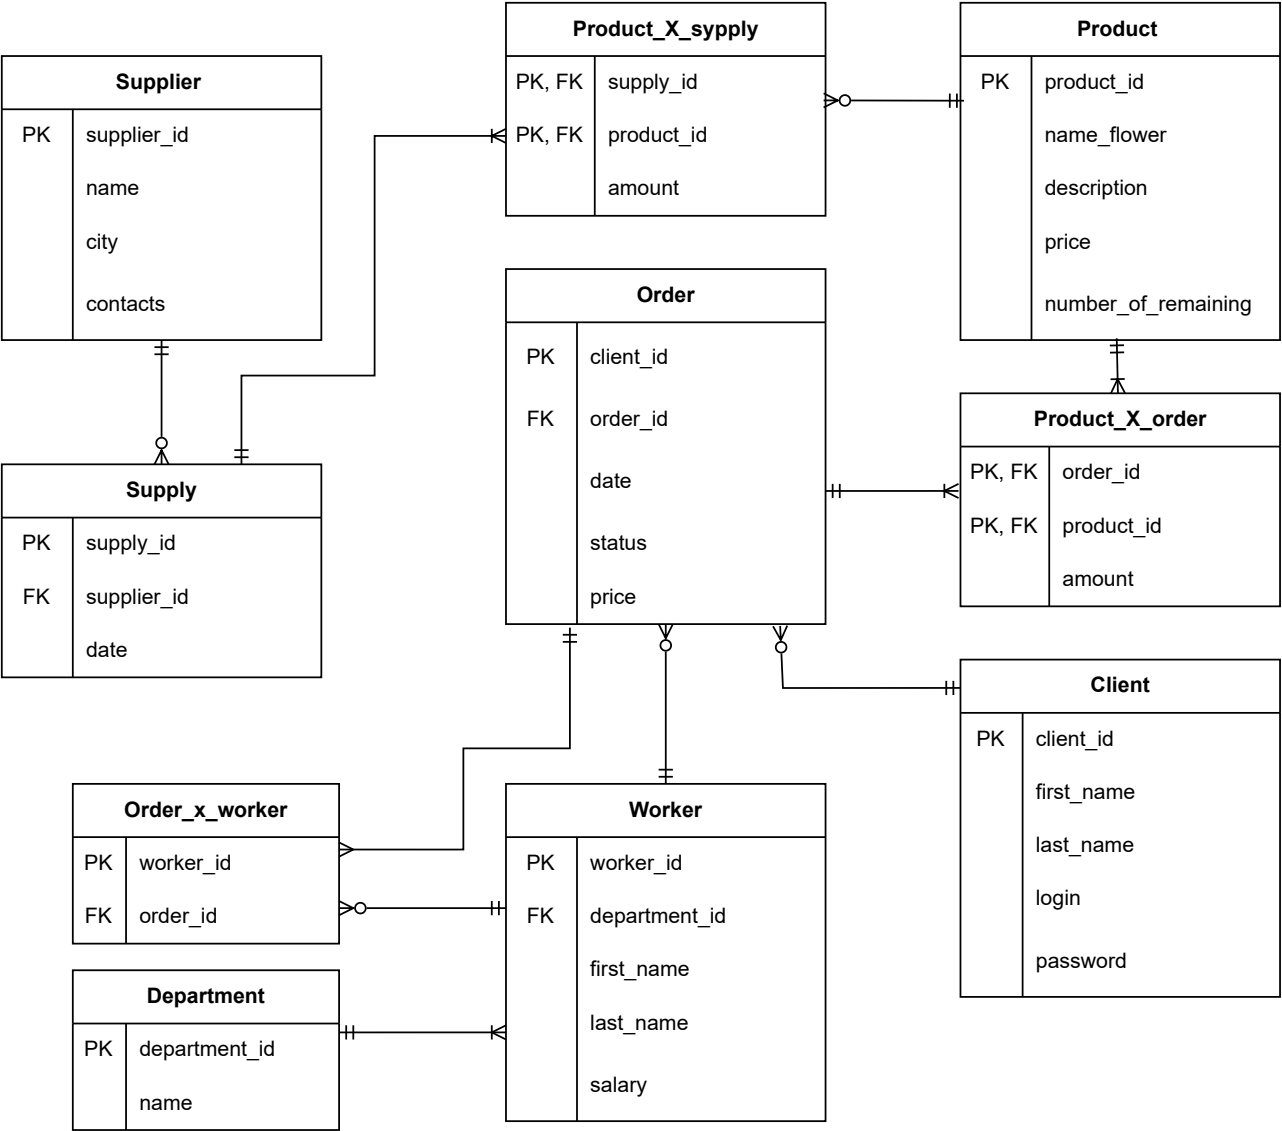 Product_X_sypply
PK, FK supply_id
PK, FK product_id
amount
Product
PK product_id
name_flower
description
price
number_of_remaining
Supplier
PK supplier_id
name
city
contacts
Order
PK client_id
FK order_id
date
status
price
Product_X_order
PK, FK order_id
PK, FK product_id
amount
Supply
PK supply_id
FK supplier_id
date
Client
PK client_id
first_name
last_name
login
password
Order_x_worker
PK worker_id
FK order_id
Worker
PK worker_id
FK department_id
first_name
last_name
salary
Department
PK department_id
name